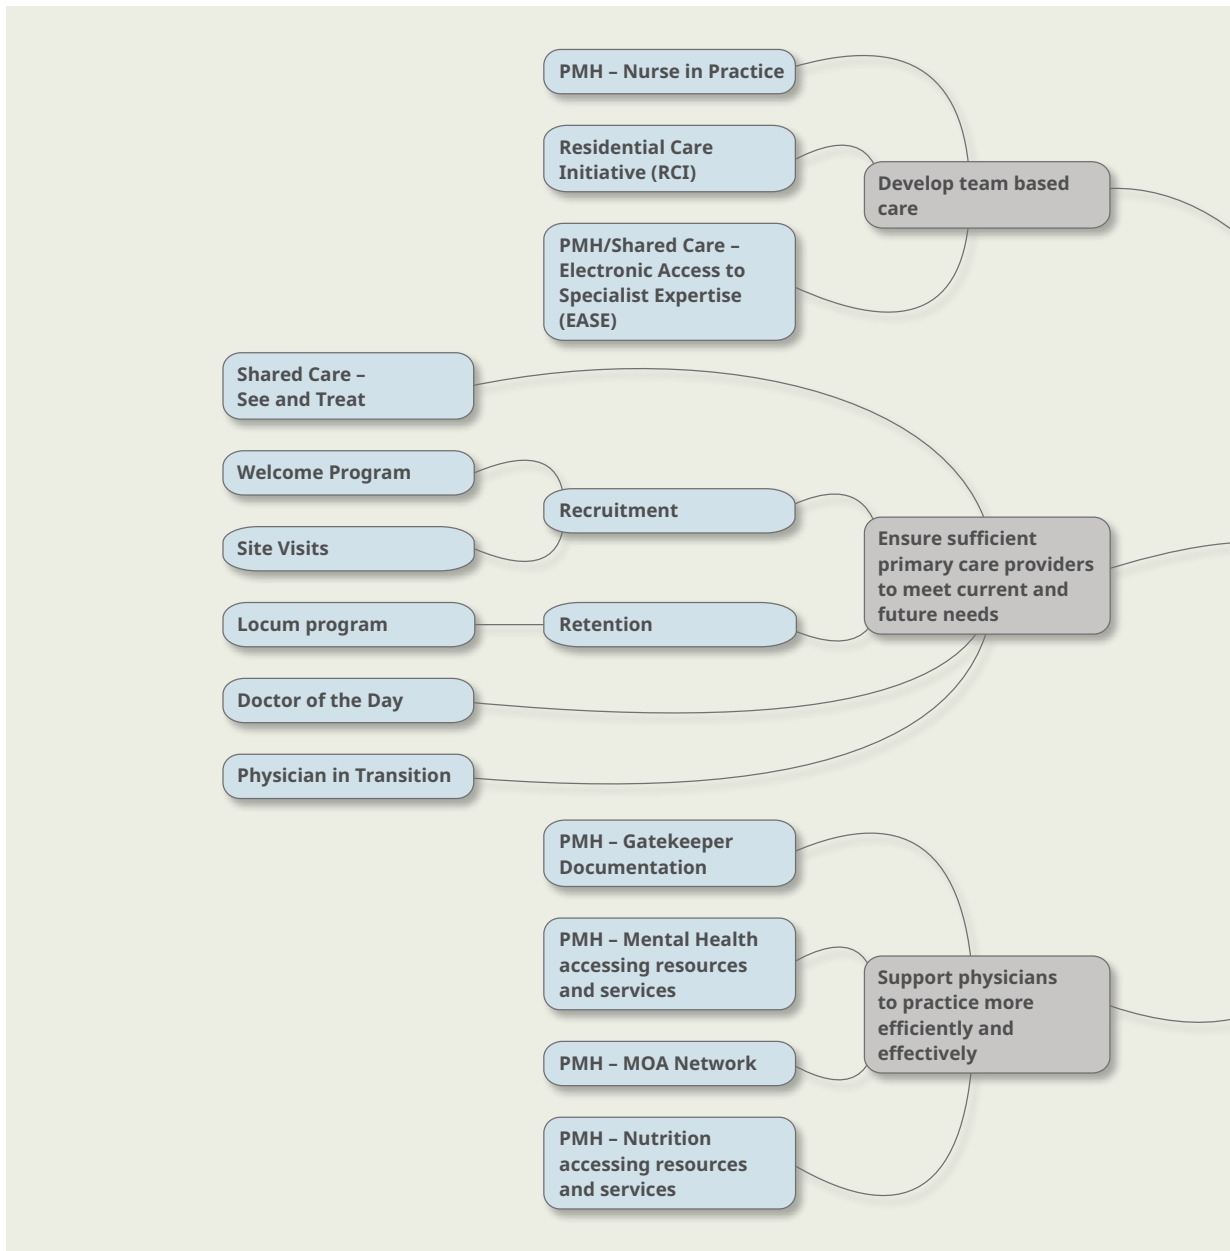 PMH – Nurse in Practice
Residential Care
Initiative (RCI)
Develop team based
care
PMH/Shared Care –
Electronic Access to
Specialist Expertise
(EASE)
Shared Care –
See and Treat
Welcome Program
Recruitment
Site Visits
Ensure sufficient
primary care providers
to meet current and
future needs
Locum program
Retention
Doctor of the Day
Physician in Transition
PMH – Gatekeeper
Documentation
PMH – Mental Health
accessing resources
and services
Support physicians
to practice more
efficiently and
effectively
PMH – MOA Network
PMH – Nutrition
accessing resources
and services